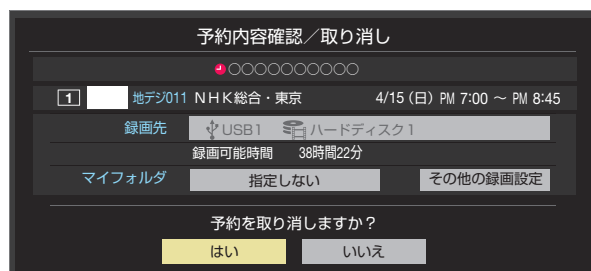 予約内容確認／取り消し
○○○○○○○○○○
1 地デジ011 NHK総合・東京 4/15 (日) PM 7:00 ～ PM 8:45
録画先 USB1 ハードディスク1
録画可能時間 38時間22分
マイフォルダ 指定しない その他の録画設定
予約を取り消しますか？
はい いいえ